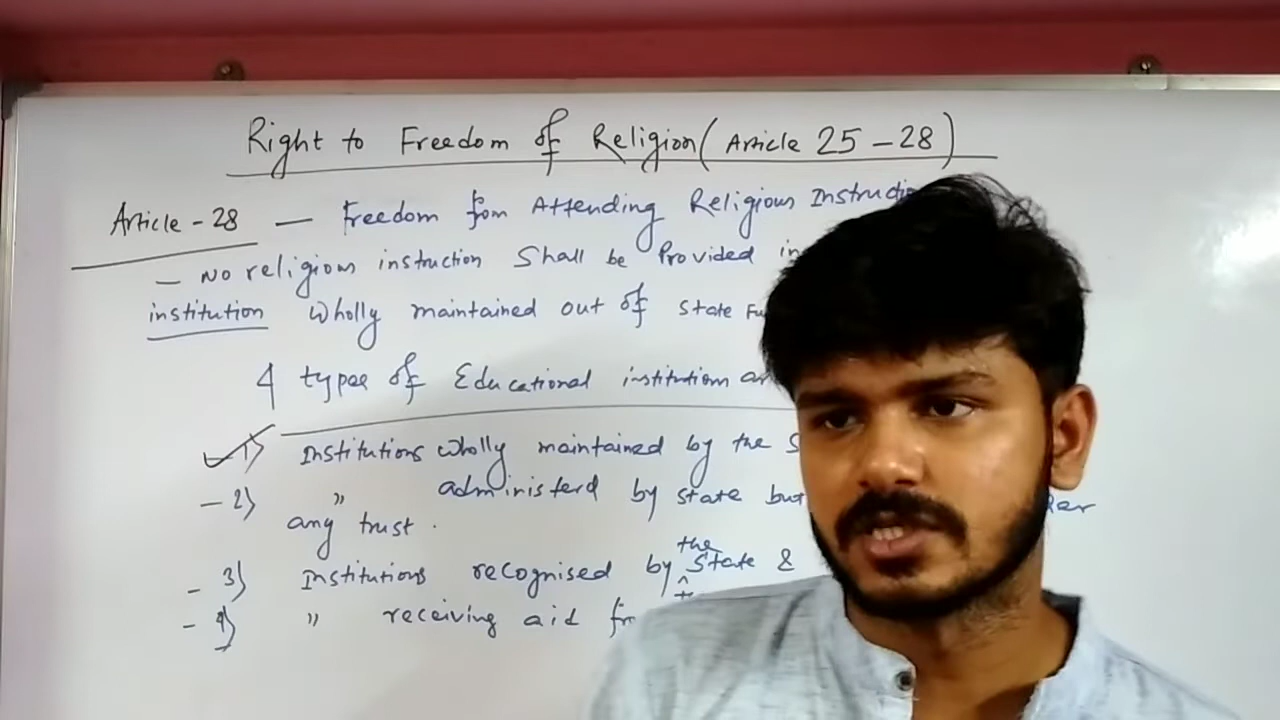 Right to Freedom of Religion (Article 25 - 28)
Article - 28 — Freedom fom Attending Religious Instructi
- No religious instruction Shall be Provided in
institution Wholly maintained out of State Fu
4 types of Educational institution ar
1) Institutions Wholly maintained by the S
- 2) " administerd by state but
any trust .
- 3) Institutions recognised by the State &
- 4) " receiving aid fr